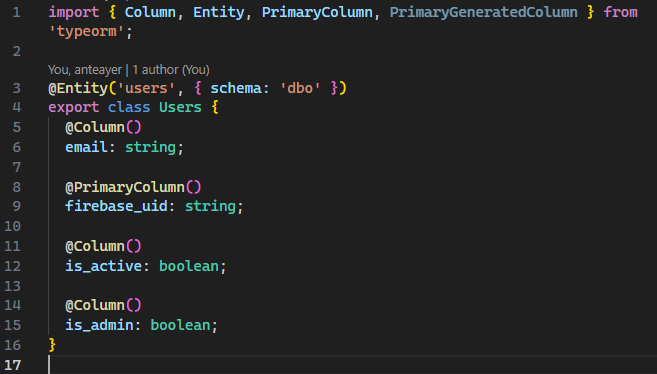 1 import { Column, Entity, PrimaryColumn, PrimaryGeneratedColumn } from
'typeorm';
2
You, anteayer | 1 author (You)
3 @Entity('users', { schema: 'dbo' })
4 export class Users {
5 @Column()
6 email: string;
7
8 @PrimaryColumn()
9 firebase_uid: string;
10
11 @Column()
12 is_active: boolean;
13
14 @Column()
15 is_admin: boolean;
16 }
17